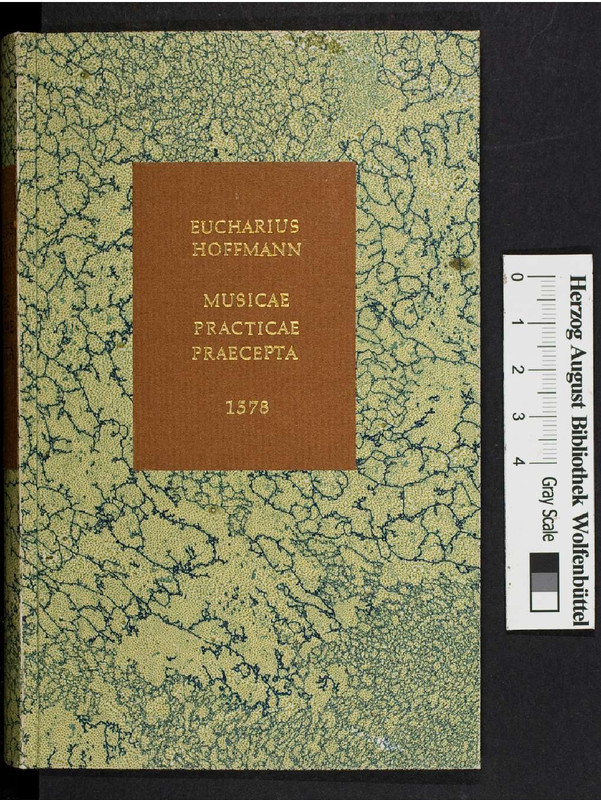 EUCHARIUS
HOFFMANN
MUSICAE
PRACTICAE
PRAECEPTA
1578
Herzog August Bibliothek Wolfenbüttel
0
1
2
3
4
Gray Scale